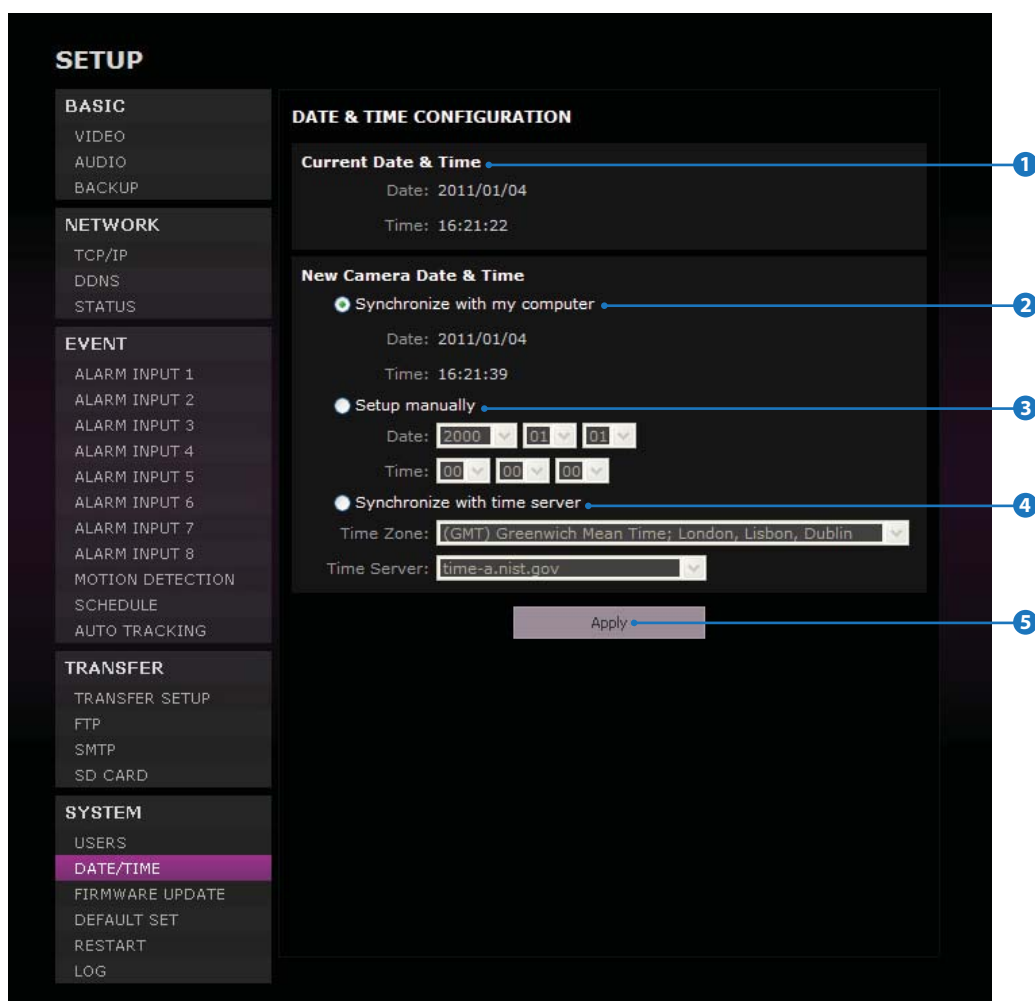 SETUP
BASIC
VIDEO
AUDIO
BACKUP
NETWORK
TCP/IP
DDNS
STATUS
EVENT
ALARM INPUT 1
ALARM INPUT 2
ALARM INPUT 3
ALARM INPUT 4
ALARM INPUT 5
ALARM INPUT 6
ALARM INPUT 7
ALARM INPUT 8
MOTION DETECTION
SCHEDULE
AUTO TRACKING
TRANSFER
TRANSFER SETUP
FTP
SMTP
SD CARD
SYSTEM
USERS
DATE/TIME
FIRMWARE UPDATE
DEFAULT SET
RESTART
LOG
DATE & TIME CONFIGURATION
Current Date & Time 1
Date: 2011/01/04
Time: 16:21:22
New Camera Date & Time
Synchronize with my computer 2
Date: 2011/01/04
Time: 16:21:39
Setup manually 3
Date: 2000 01 01
Time: 00 00 00
Synchronize with time server 4
Time Zone: (GMT) Greenwich Mean Time; London, Lisbon, Dublin
Time Server: time-a.nist.gov
Apply 5